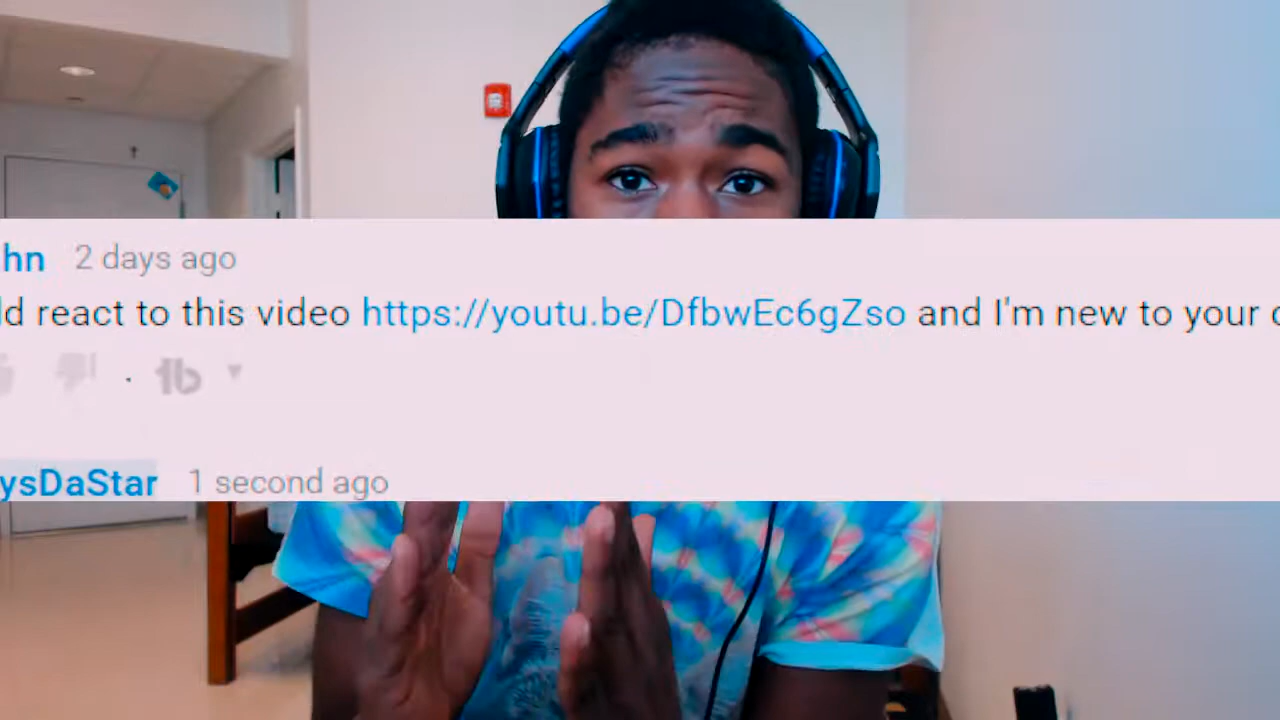 hn 2 days ago
ld react to this video https://youtu.be/DfbwEc6gZso and I'm new to your c
ysDaStar 1 second ago